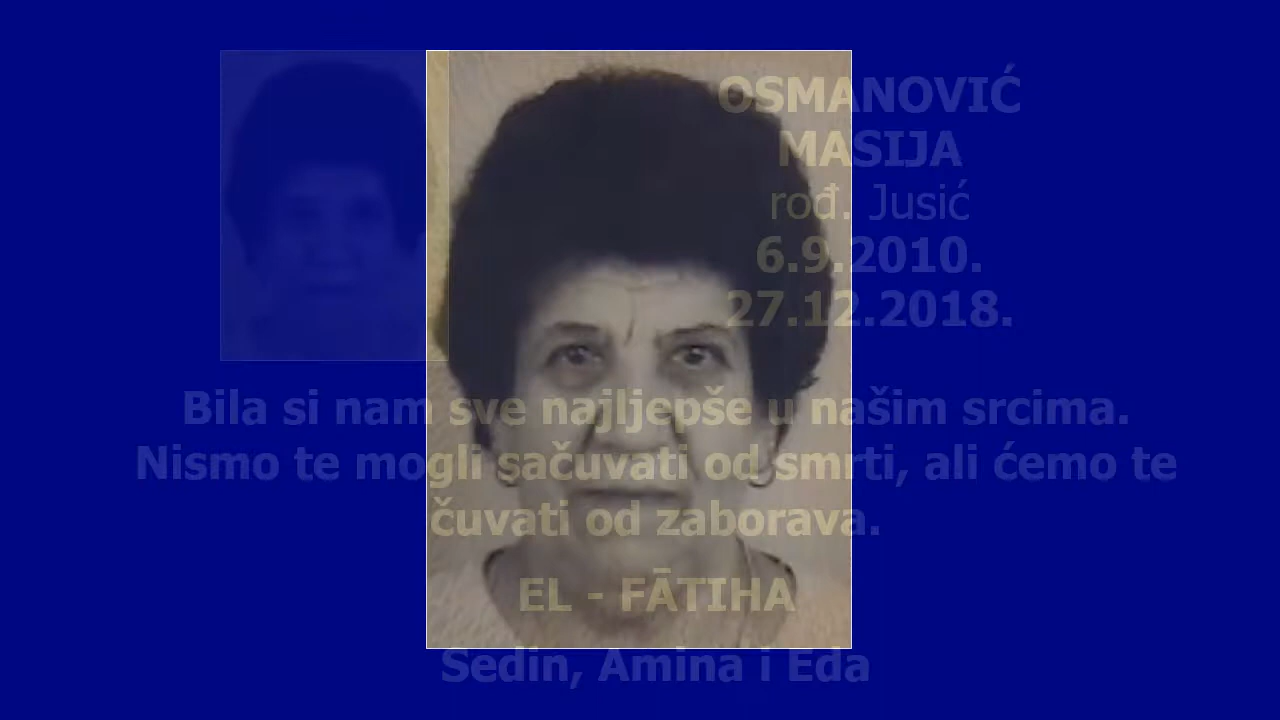 OSMANOVIĆ
MASIJA
rođ. Jusić
6.9.2010.
27.12.2018.
Bila si nam sve najljepše u našim srcima.
Nismo te mogli sačuvati od smrti, ali ćemo te
čuvati od zaborava.
EL - FĀTIHA
Sedin, Amina i Eda